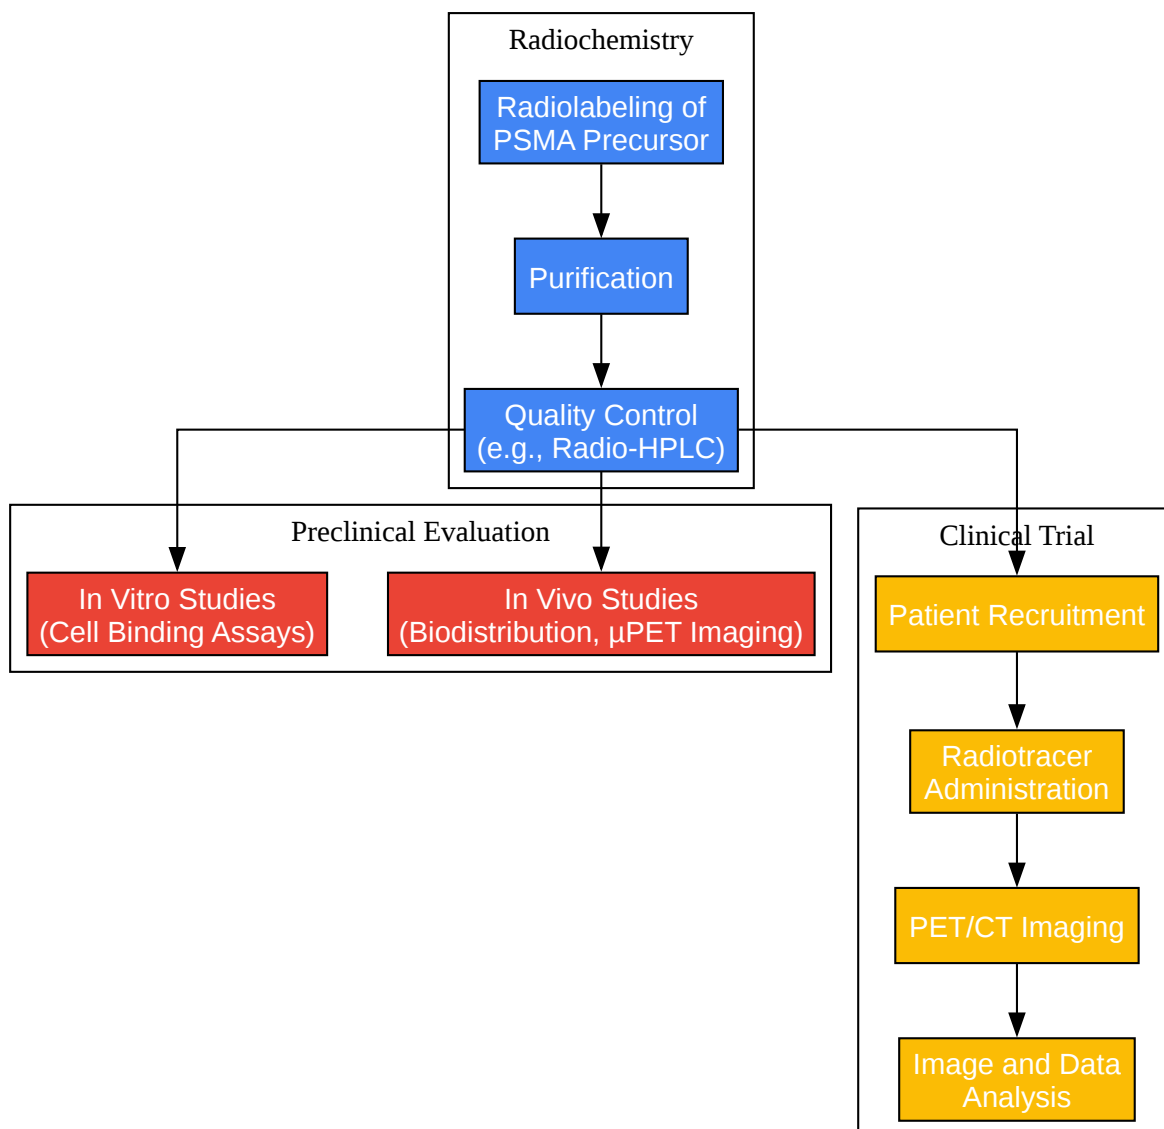 Radiochemistry
Radiolabeling of
PSMA Precursor
Purification
Quality Control
(e.g., Radio-HPLC)
Preclinical Evaluation
In Vitro Studies
(Cell Binding Assays)
In Vivo Studies
(Biodistribution, µPET Imaging)
Clinical Trial
Patient Recruitment
Radiotracer
Administration
PET/CT Imaging
Image and Data
Analysis